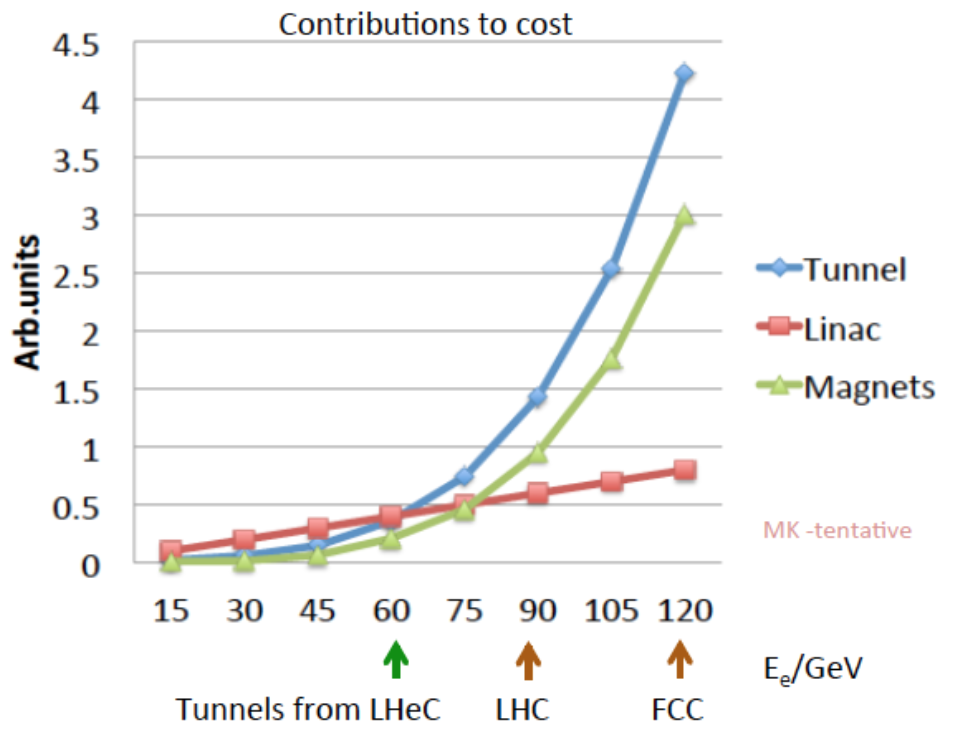 Contributions to cost
4.5
4
3.5
3
2.5
2
1.5
1
0.5
0
Arb.units
15 30 45 60 75 90 105 120
Tunnel
Linac
Magnets
MK -tentative
Ee/GeV
Tunnels from LHeC LHC FCC